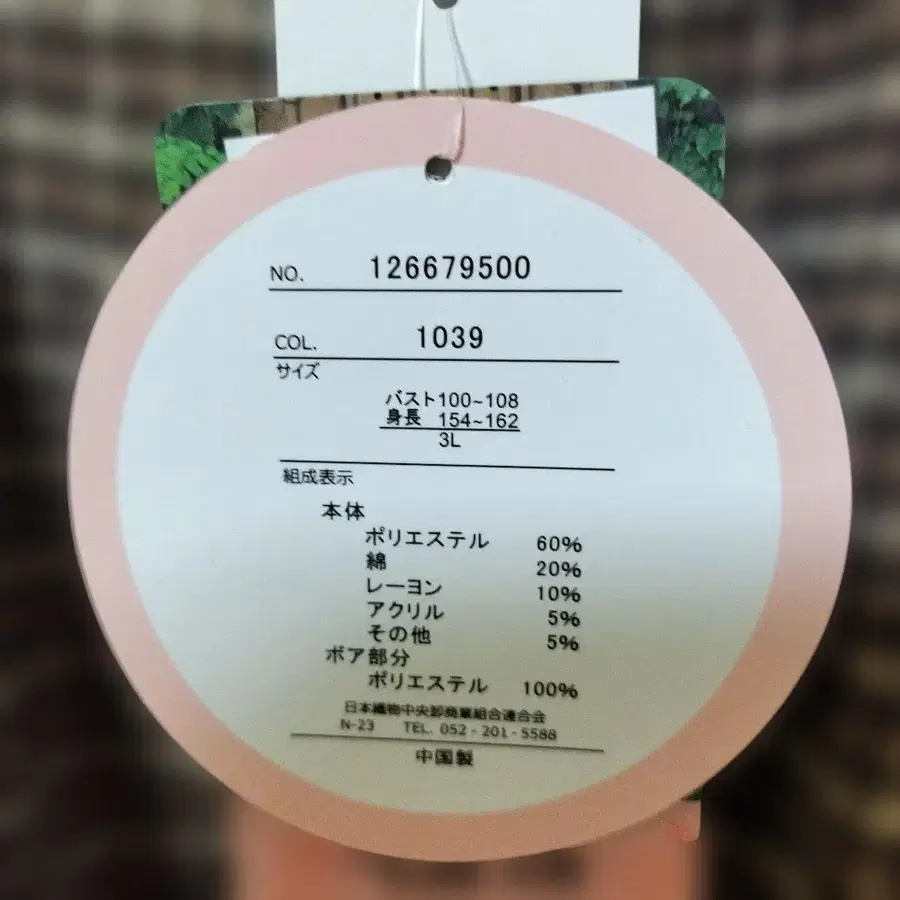 NO. 126679500
COL. 1039
サイズ
バスト100~108
身長 154~162
3L
組成表示
本体
ポリエステル 60%
綿 20%
レーヨン 10%
アクリル 5%
その他 5%
ボア部分
ポリエステル 100%
日本織物中央卸商業組合連合会
N-23 TEL. 052-201-5588
中国製